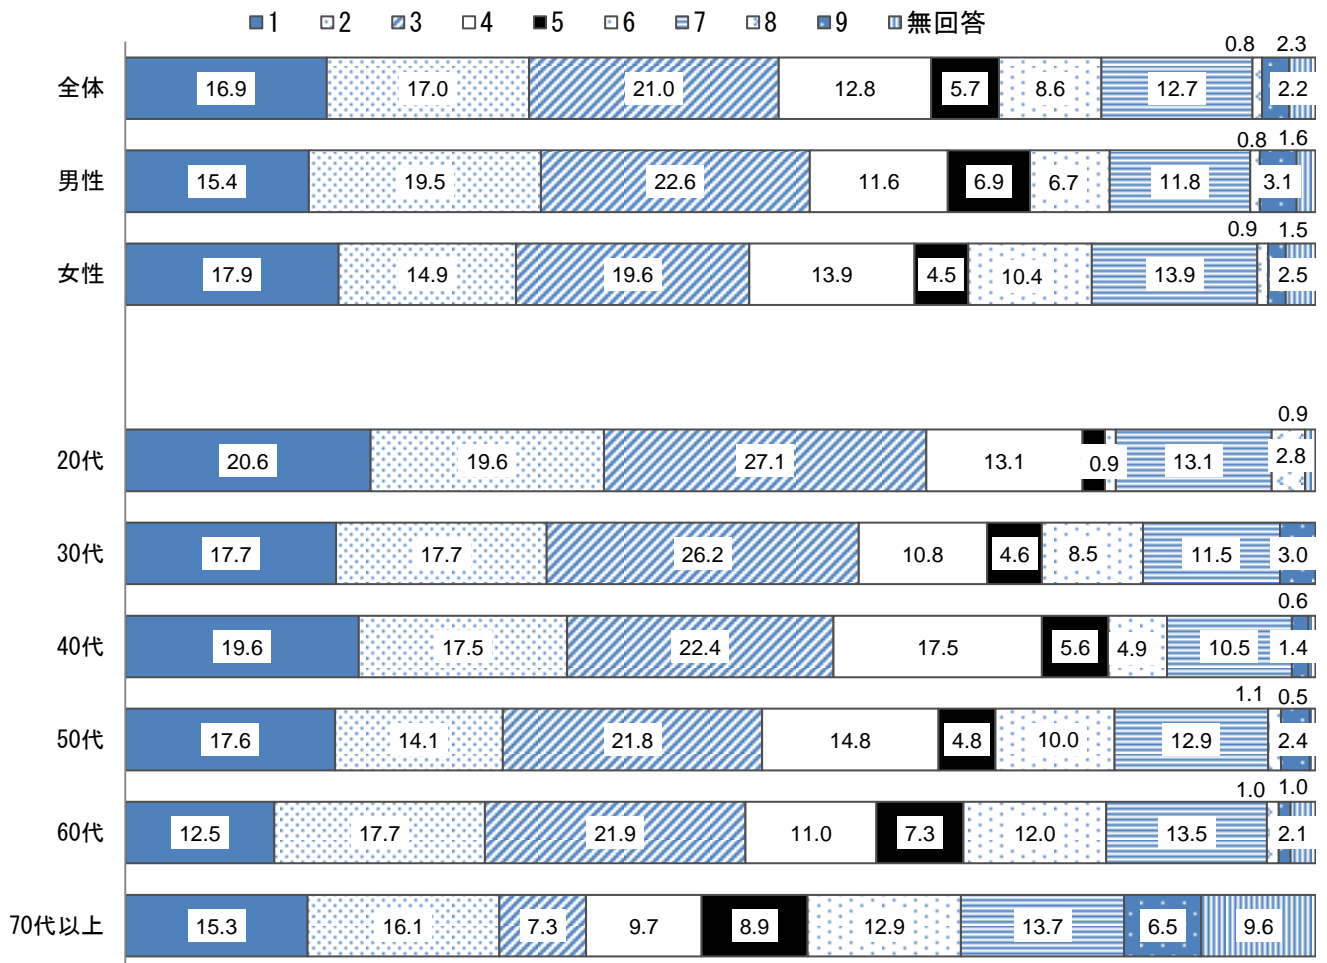 1 2 3 4 5 6 7 8 9 無回答
0.8 2.3
全体 16.9 17.0 21.0 12.8 5.7 8.6 12.7 2.2
0.8 1.6
男性 15.4 19.5 22.6 11.6 6.9 6.7 11.8 3.1
0.9 1.5
女性 17.9 14.9 19.6 13.9 4.5 10.4 13.9 2.5
0.9
20代 20.6 19.6 27.1 13.1 0.9 13.1 2.8
30代 17.7 17.7 26.2 10.8 4.6 8.5 11.5 3.0
0.6
40代 19.6 17.5 22.4 17.5 5.6 4.9 10.5 1.4
1.1 0.5
50代 17.6 14.1 21.8 14.8 4.8 10.0 12.9 2.4
1.0 1.0
60代 12.5 17.7 21.9 11.0 7.3 12.0 13.5 2.1
70代以上 15.3 16.1 7.3 9.7 8.9 12.9 13.7 6.5 9.6